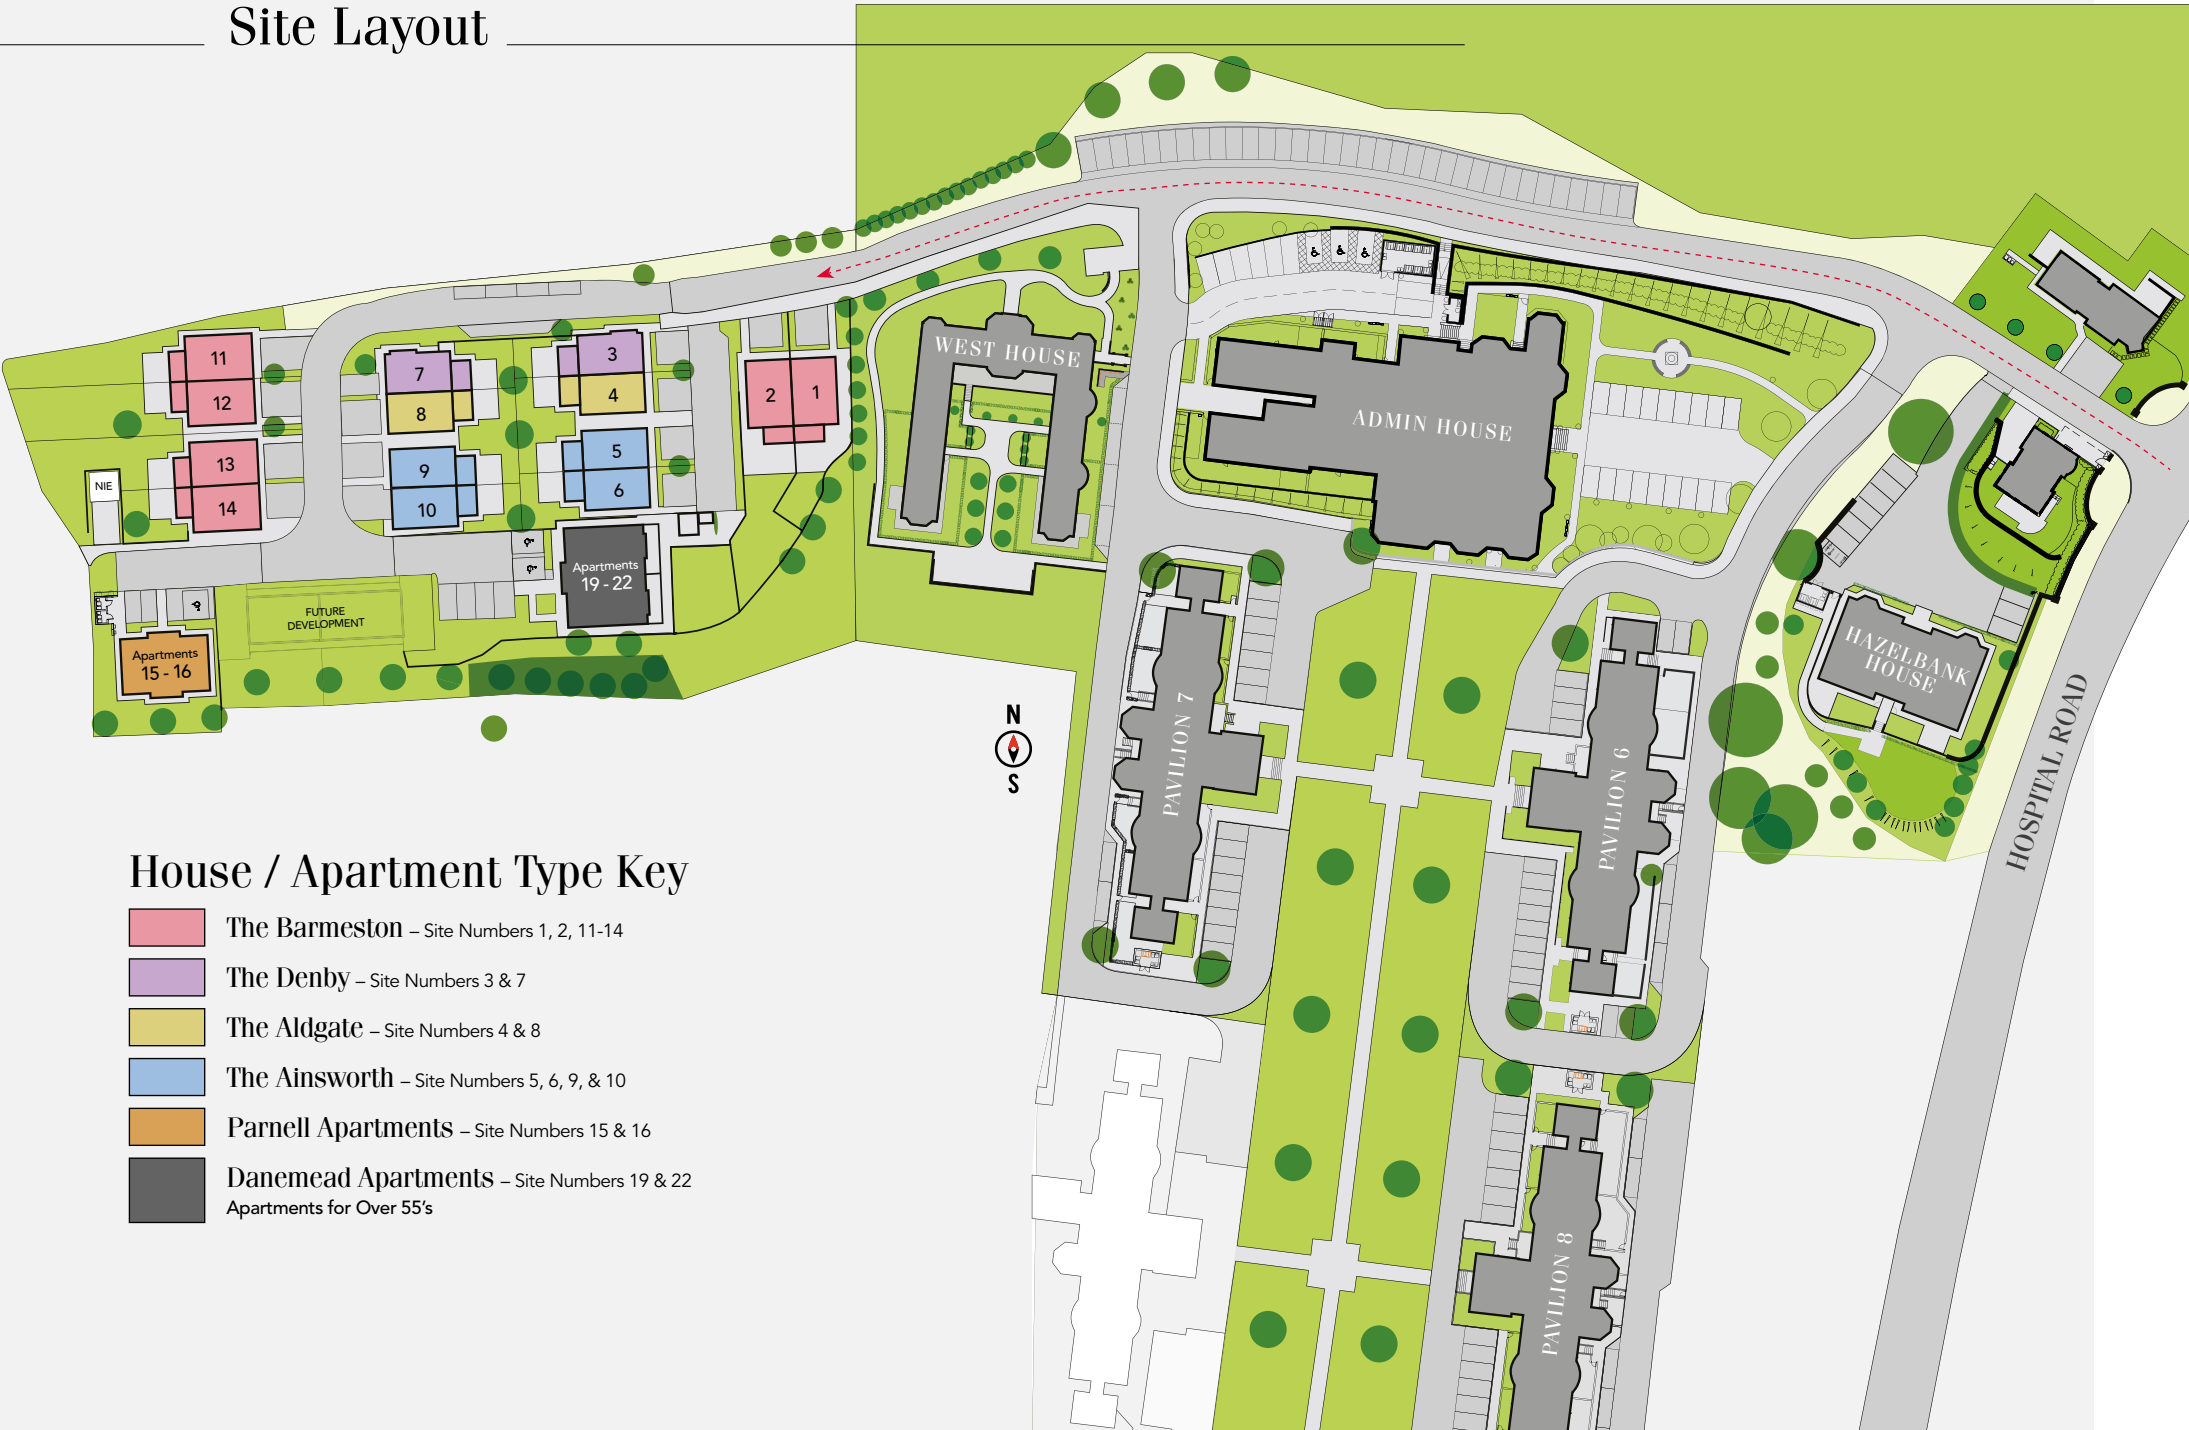 Site Layout
11
12
13
14
NIE
7
8
9
10
3
4
5
6
2
1
WEST HOUSE
ADMIN HOUSE
Apartments
19 - 22
FUTURE
DEVELOPMENT
Apartments
15 - 16
HAZELBANK
HOUSE
PAVILION 7
PAVILION 6
HOSPITAL ROAD
N
S
PAVILION 8
House / Apartment Type Key
The Barmeston – Site Numbers 1, 2, 11-14
The Denby – Site Numbers 3 & 7
The Aldgate – Site Numbers 4 & 8
The Ainsworth – Site Numbers 5, 6, 9, & 10
Parnell Apartments – Site Numbers 15 & 16
Danemead Apartments – Site Numbers 19 & 22
Apartments for Over 55's